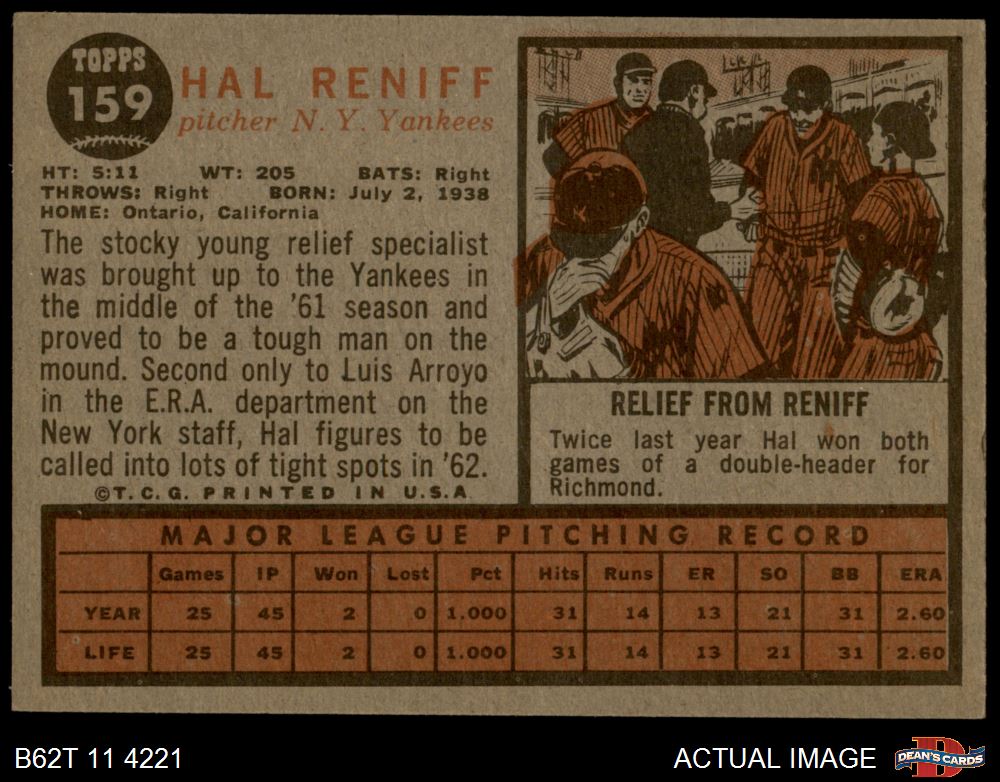 TOPPS
159
HAL RENIFF
pitcher N. Y. Yankees
HT: 5:11 WT: 205 BATS: Right
THROWS: Right BORN: July 2, 1938
HOME: Ontario, California
The stocky young relief specialist
was brought up to the Yankees in
the middle of the '61 season and
proved to be a tough man on the
mound. Second only to Luis Arroyo
in the E.R.A. department on the
New York staff, Hal figures to be
called into lots of tight spots in '62.
©T.C.G. PRINTED IN U.S.A
RELIEF FROM RENIFF
Twice last year Hal won both
games of a double-header for
Richmond.
MAJOR LEAGUE PITCHING RECORD
Games IP Won Lost Pct Hits Runs ER SO BB ERA
YEAR 25 45 2 0 1.000 31 14 13 21 31 2.60
LIFE 25 45 2 0 1.000 31 14 13 21 31 2.60
B62T 11 4221 ACTUAL IMAGE DEAN'S CARDS